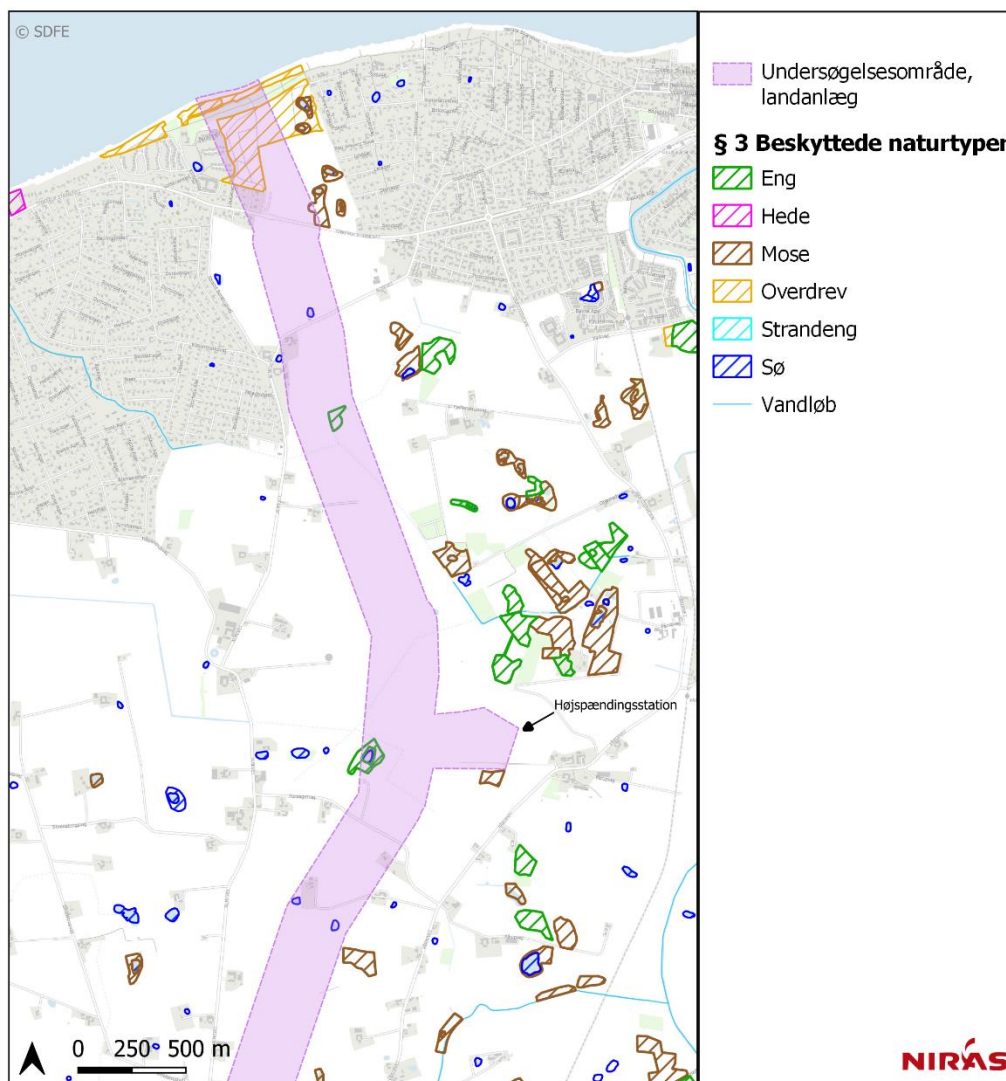 © SDFE
Undersøgelsesområde,
landanlæg
§ 3 Beskyttede naturtyper
Eng
Hede
Mose
Overdrev
Strandeng
Sø
Vandløb
Højspændingsstation
0 250 500 m
NIRAS